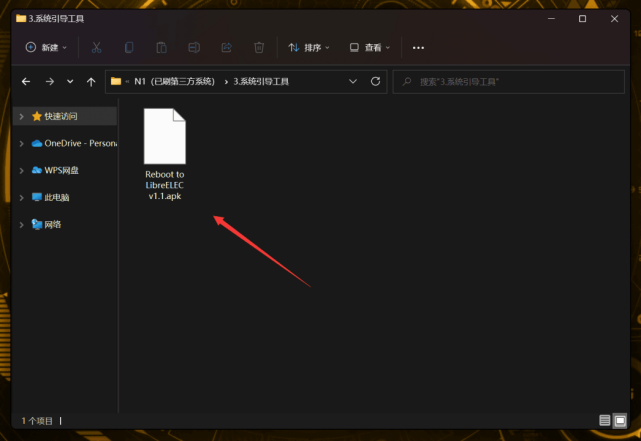 3.系统引导工具
新建
排序
查看
N1（已刷第三方系统） › 3.系统引导工具
搜索"3.系统引导工具"
快速访问
OneDrive - Persona
WPS网盘
此电脑
网络
Reboot to
LibreELEC
v1.1.apk
1 个项目